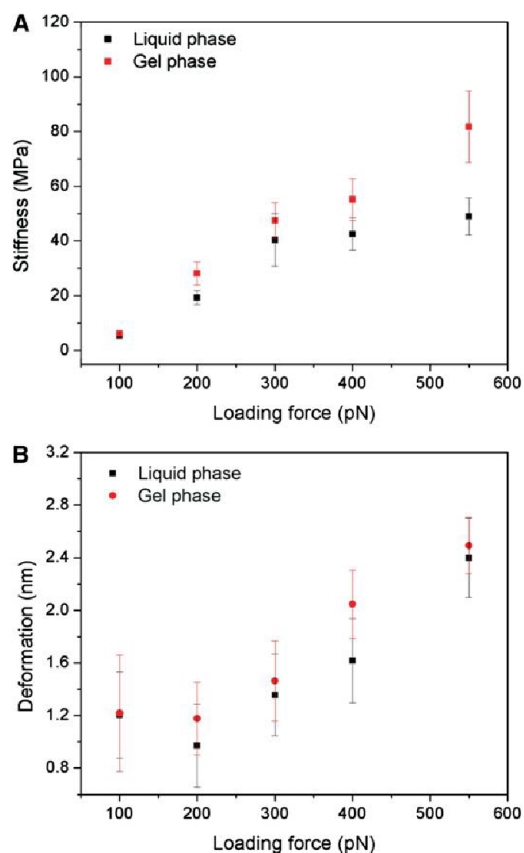 A
120
100
80
60
40
20
0
Stiffness (MPa)
Liquid phase
Gel phase
100 200 300 400 500 600
Loading force (pN)
B
3.2
2.8
2.4
2.0
1.6
1.2
0.8
Deformation (nm)
Liquid phase
Gel phase
100 200 300 400 500 600
Loading force (pN)